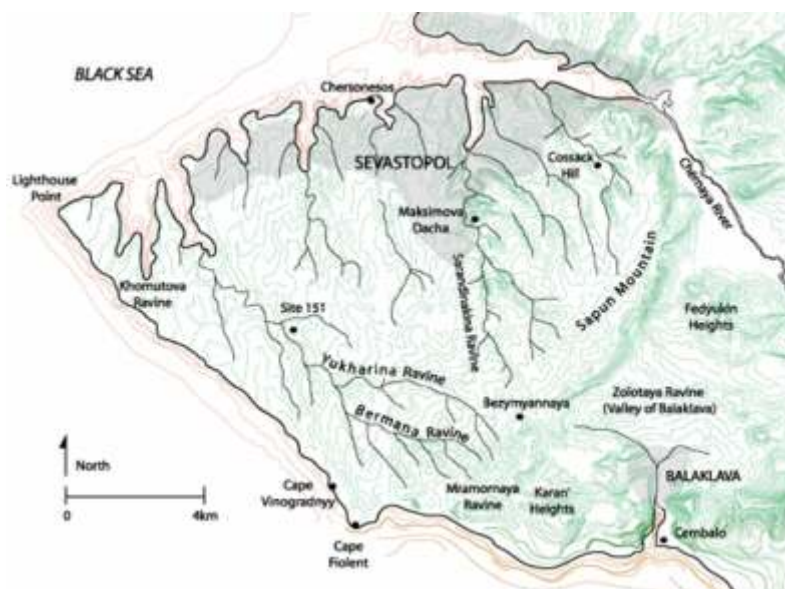 BLACK SEA
Chersonesos
SEVASTOPOL
Cossack
Hill
Chernaya River
Lighthouse
Point
Maksimova
Dacha
Khomutova
Ravine
Sarandinakina Ravine
Sapun Mountain
Site 151
Fedyukin
Heights
Yukharina Ravine
Bermana Ravine
Bezymyannaya
Zolotaya Ravine
(Valley of Balaklava)
North
0
4km
Cape
Vinogradnyy
Mramornaya
Ravine
Karan'
Heights
BALAKLAVA
Cape
Fiolent
Cembalo